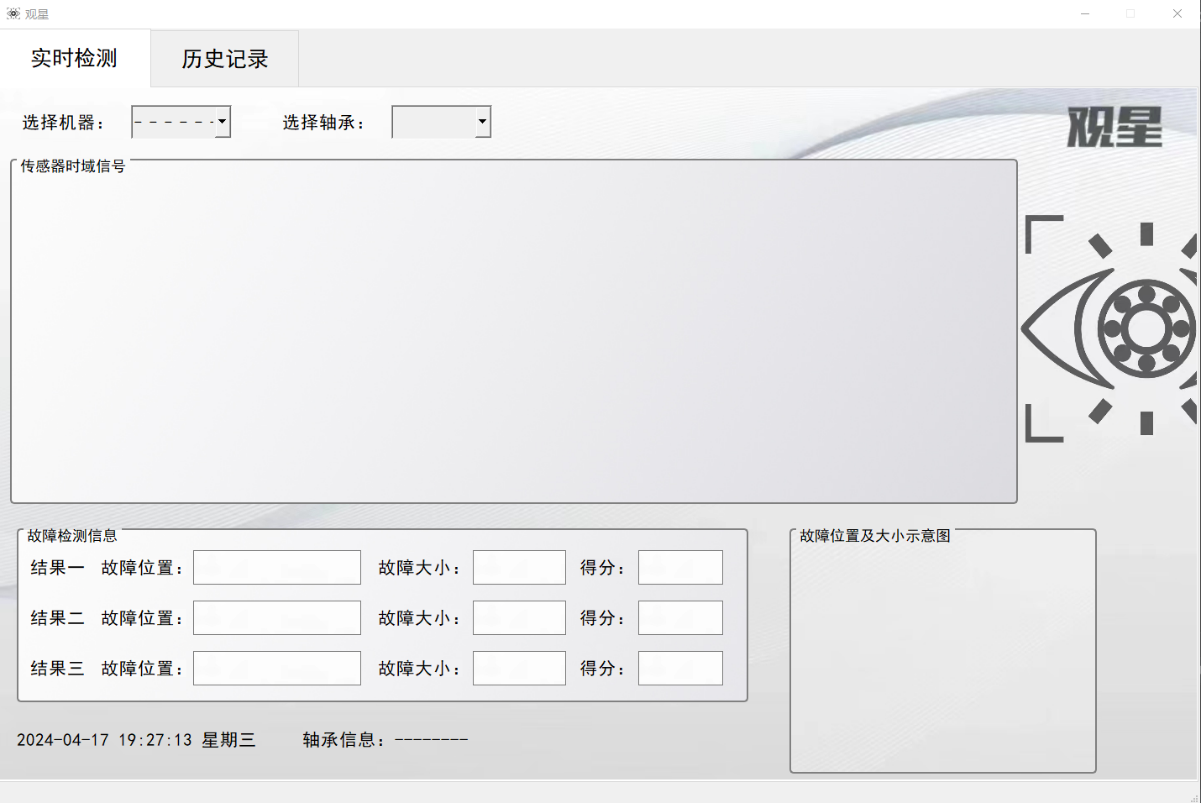 观星
实时检测 历史记录
选择机器： ------- 选择轴承：
观星
传感器时域信号
故障检测信息
结果一 故障位置： 故障大小： 得分：
结果二 故障位置： 故障大小： 得分：
结果三 故障位置： 故障大小： 得分：
故障位置及大小示意图
2024-04-17 19:27:13 星期三 轴承信息：--------